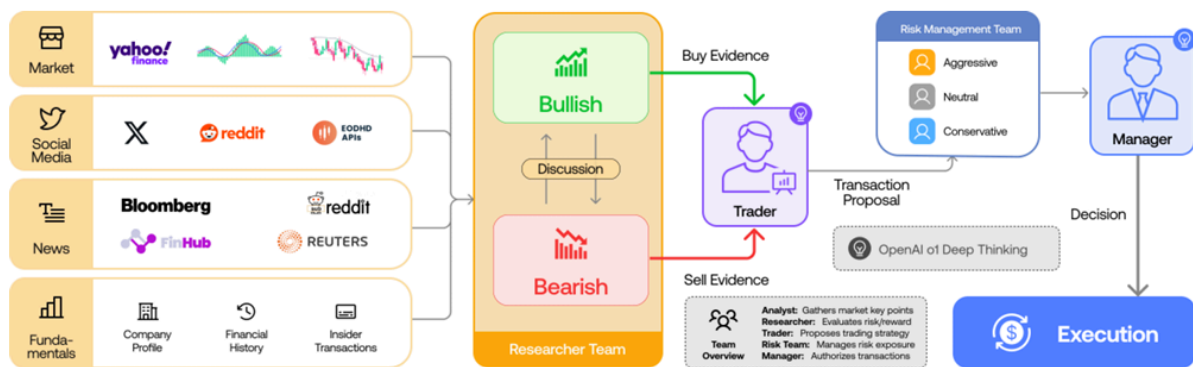 Market
yahoo!
finance
Social
Media
X
reddit
EODHD
APIs
News
Bloomberg
reddit
FinHub
REUTERS
Funda-
mentals
Company
Profile
Financial
History
Insider
Transactions
Bullish
Discussion
Bearish
Researcher Team
Buy Evidence
Sell Evidence
Trader
Transaction
Proposal
Risk Management Team
Aggressive
Neutral
Conservative
Manager
Decision
OpenAI o1 Deep Thinking
Team
Overview
Analyst: Gathers market key points
Researcher: Evaluates risk/reward
Trader: Proposes trading strategy
Risk Team: Manages risk exposure
Manager: Authorizes transactions
$
Execution